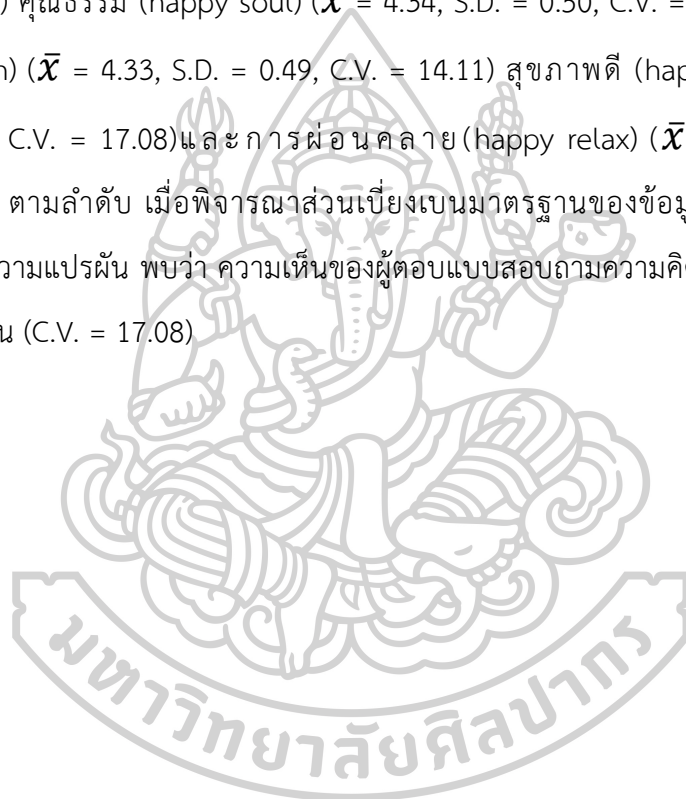 ) คุณธรรม (happy soul) (x̄ = 4.34, S.D. = 0.50, C.V. =
n) (x̄ = 4.33, S.D. = 0.49, C.V. = 14.11) สุขภาพดี (hap
C.V. = 17.08)และการผ่อนคลาย(happy relax) (x̄
ตามลำดับ เมื่อพิจารณาส่วนเบี่ยงเบนมาตรฐานของข้อมู
วามแปรผัน พบว่า ความเห็นของผู้ตอบแบบสอบถามความคิด
น (C.V. = 17.08)
มหาวิทยาลัยศิลปากร